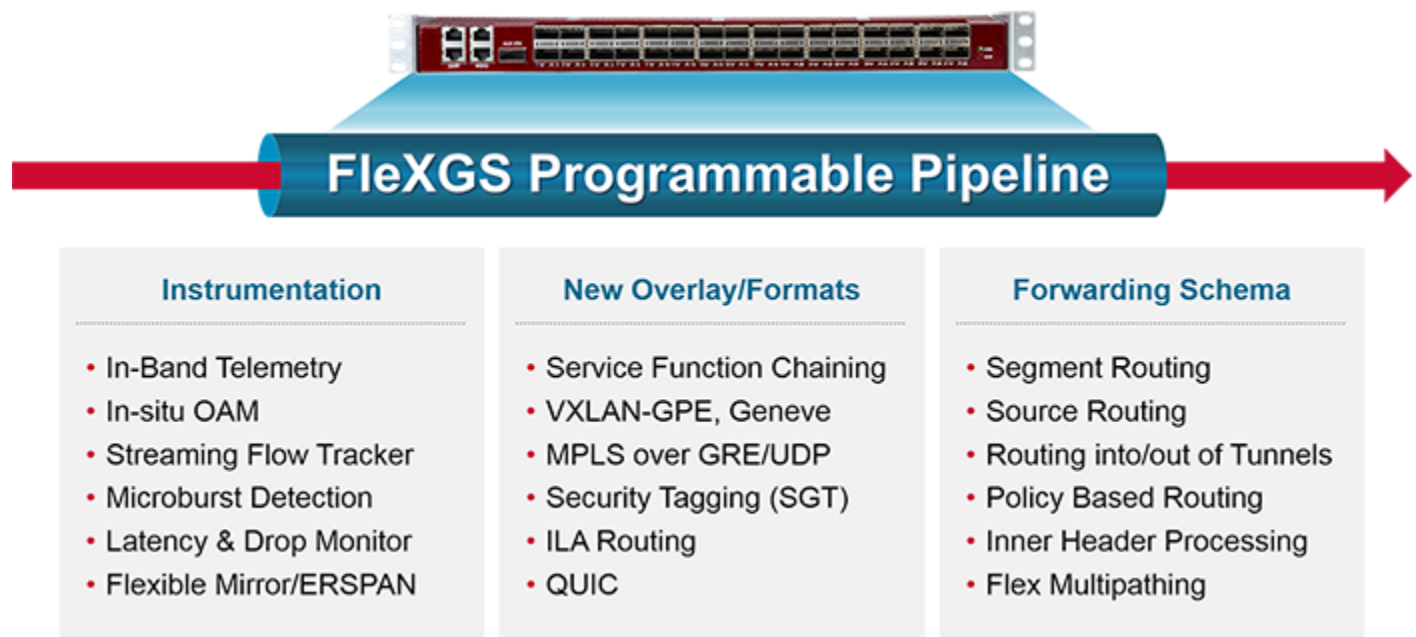 FleXGS Programmable Pipeline
Instrumentation
• In-Band Telemetry
• In-situ OAM
• Streaming Flow Tracker
• Microburst Detection
• Latency & Drop Monitor
• Flexible Mirror/ERSPAN
New Overlay/Formats
• Service Function Chaining
• VXLAN-GPE, Geneve
• MPLS over GRE/UDP
• Security Tagging (SGT)
• ILA Routing
• QUIC
Forwarding Schema
• Segment Routing
• Source Routing
• Routing into/out of Tunnels
• Policy Based Routing
• Inner Header Processing
• Flex Multipathing